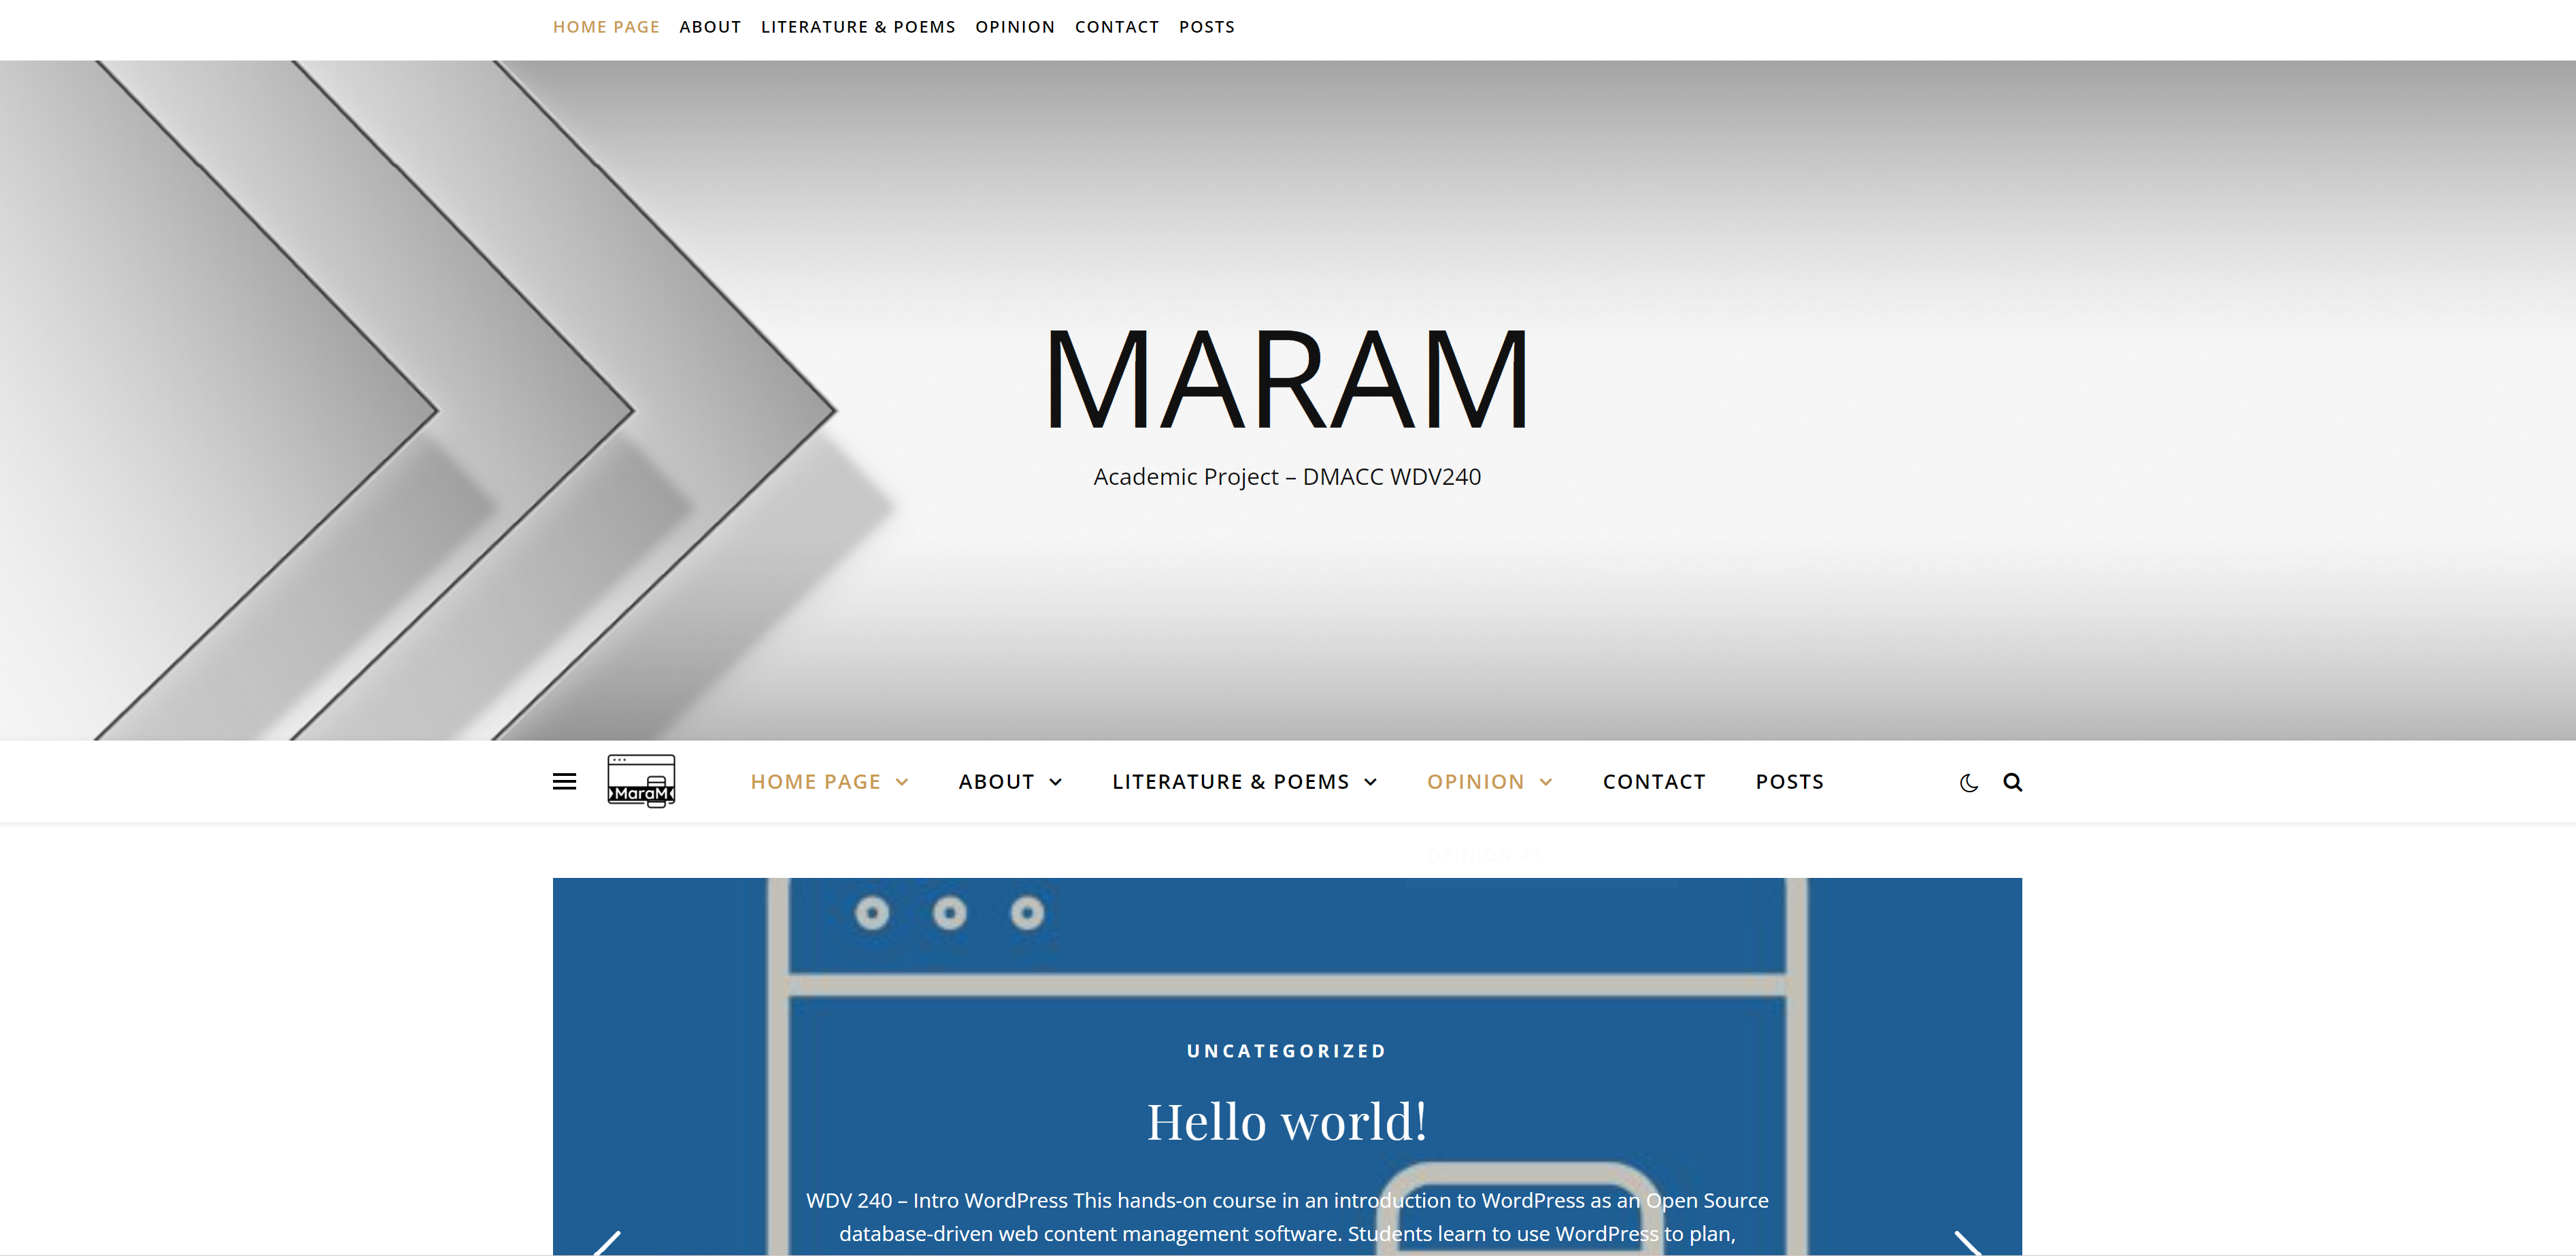 HOME PAGE ABOUT LITERATURE & POEMS OPINION CONTACT POSTS
MARAM
Academic Project – DMACC WDV240
MaraM
HOME PAGE ABOUT LITERATURE & POEMS OPINION CONTACT POSTS
UNCATEGORIZED
Hello world!
WDV 240 – Intro WordPress This hands-on course in an introduction to WordPress as an Open Source
database-driven web content management software. Students learn to use WordPress to plan,